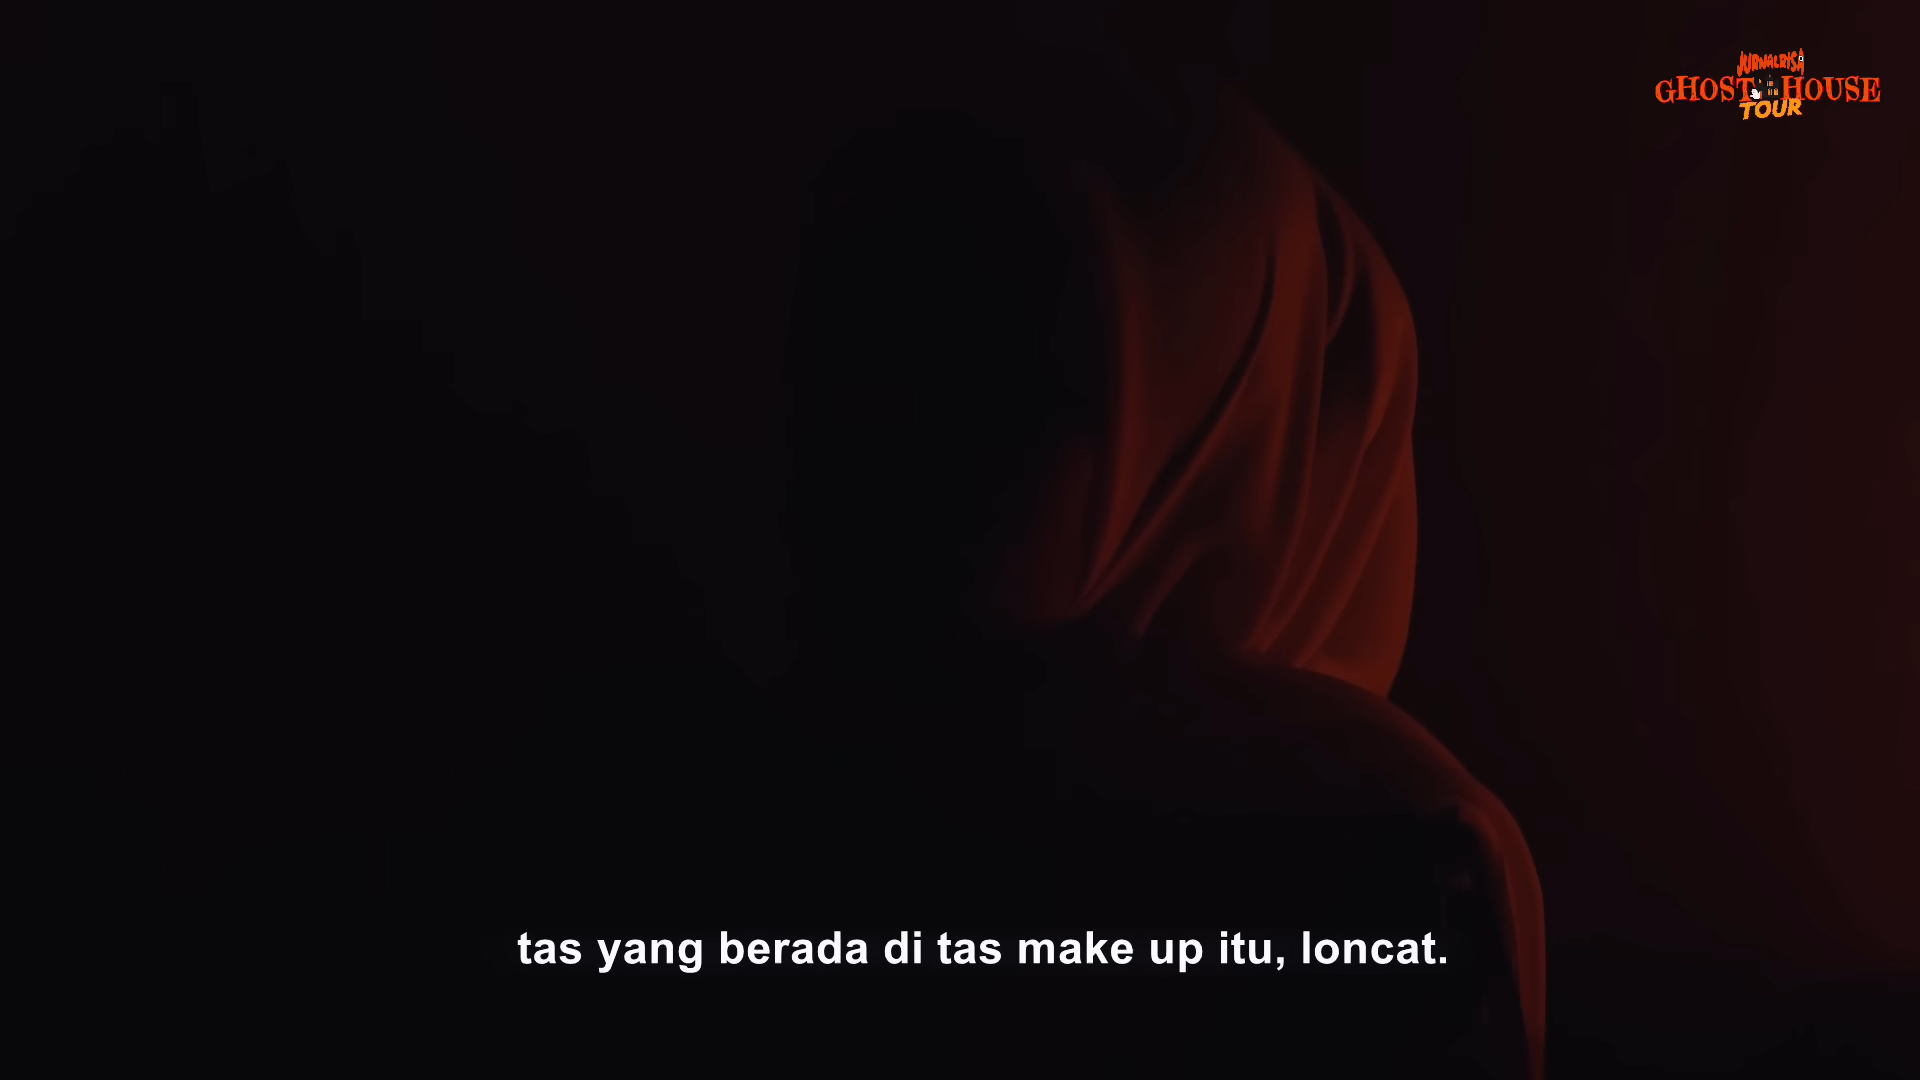 JURNALRISA
GHOST HOUSE
TOUR
tas yang berada di tas make up itu, loncat.